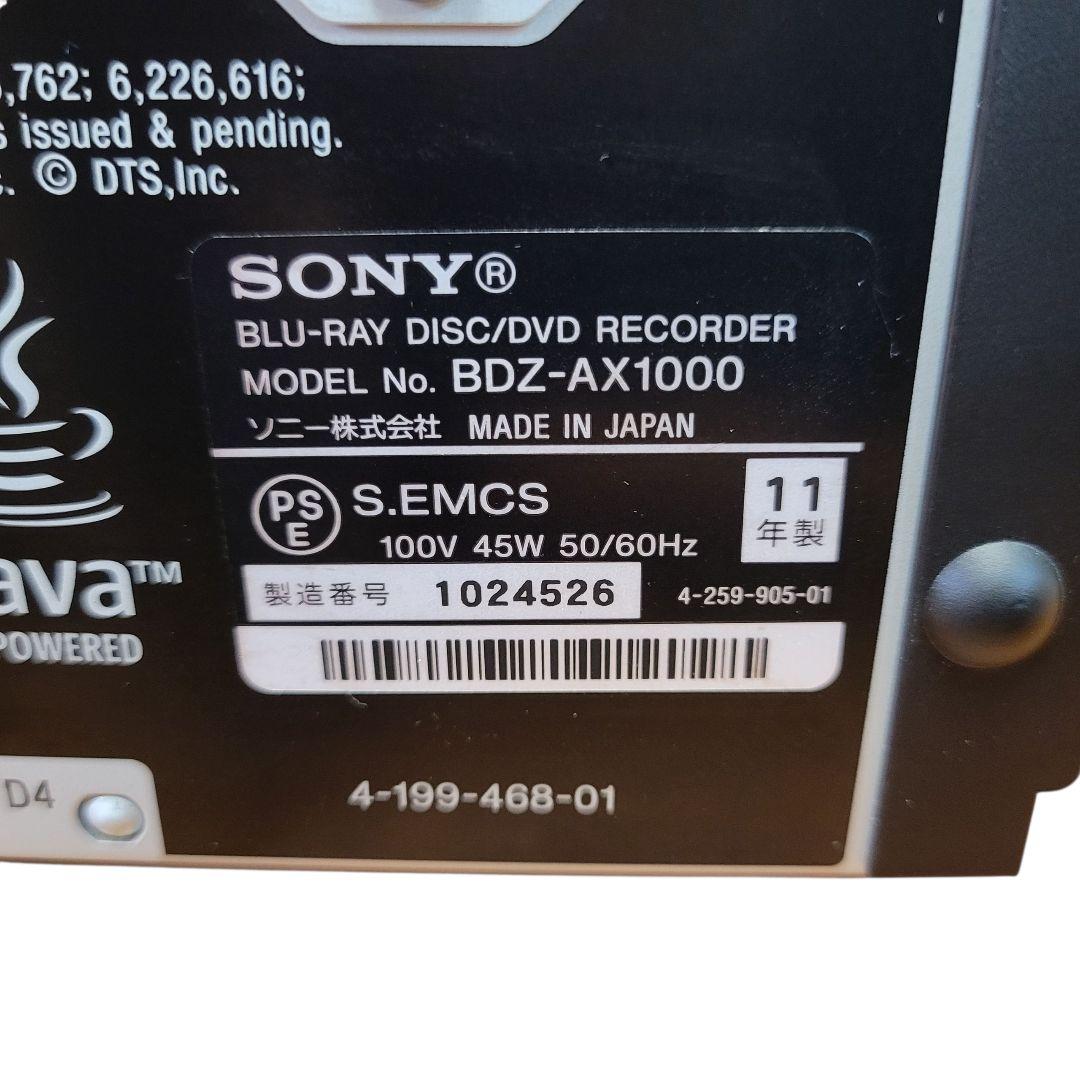 ,762; 6,226,616;
issued & pending.
© DTS,Inc.
SONY®
BLU-RAY DISC/DVD RECORDER
MODEL No. BDZ-AX1000
ソニー株式会社 MADE IN JAPAN
PS
E
S.EMCS
11
年製
100V 45W 50/60Hz
製造番号 1024526
4-259-905-01
ava™
POWERED
D4
4-199-468-01